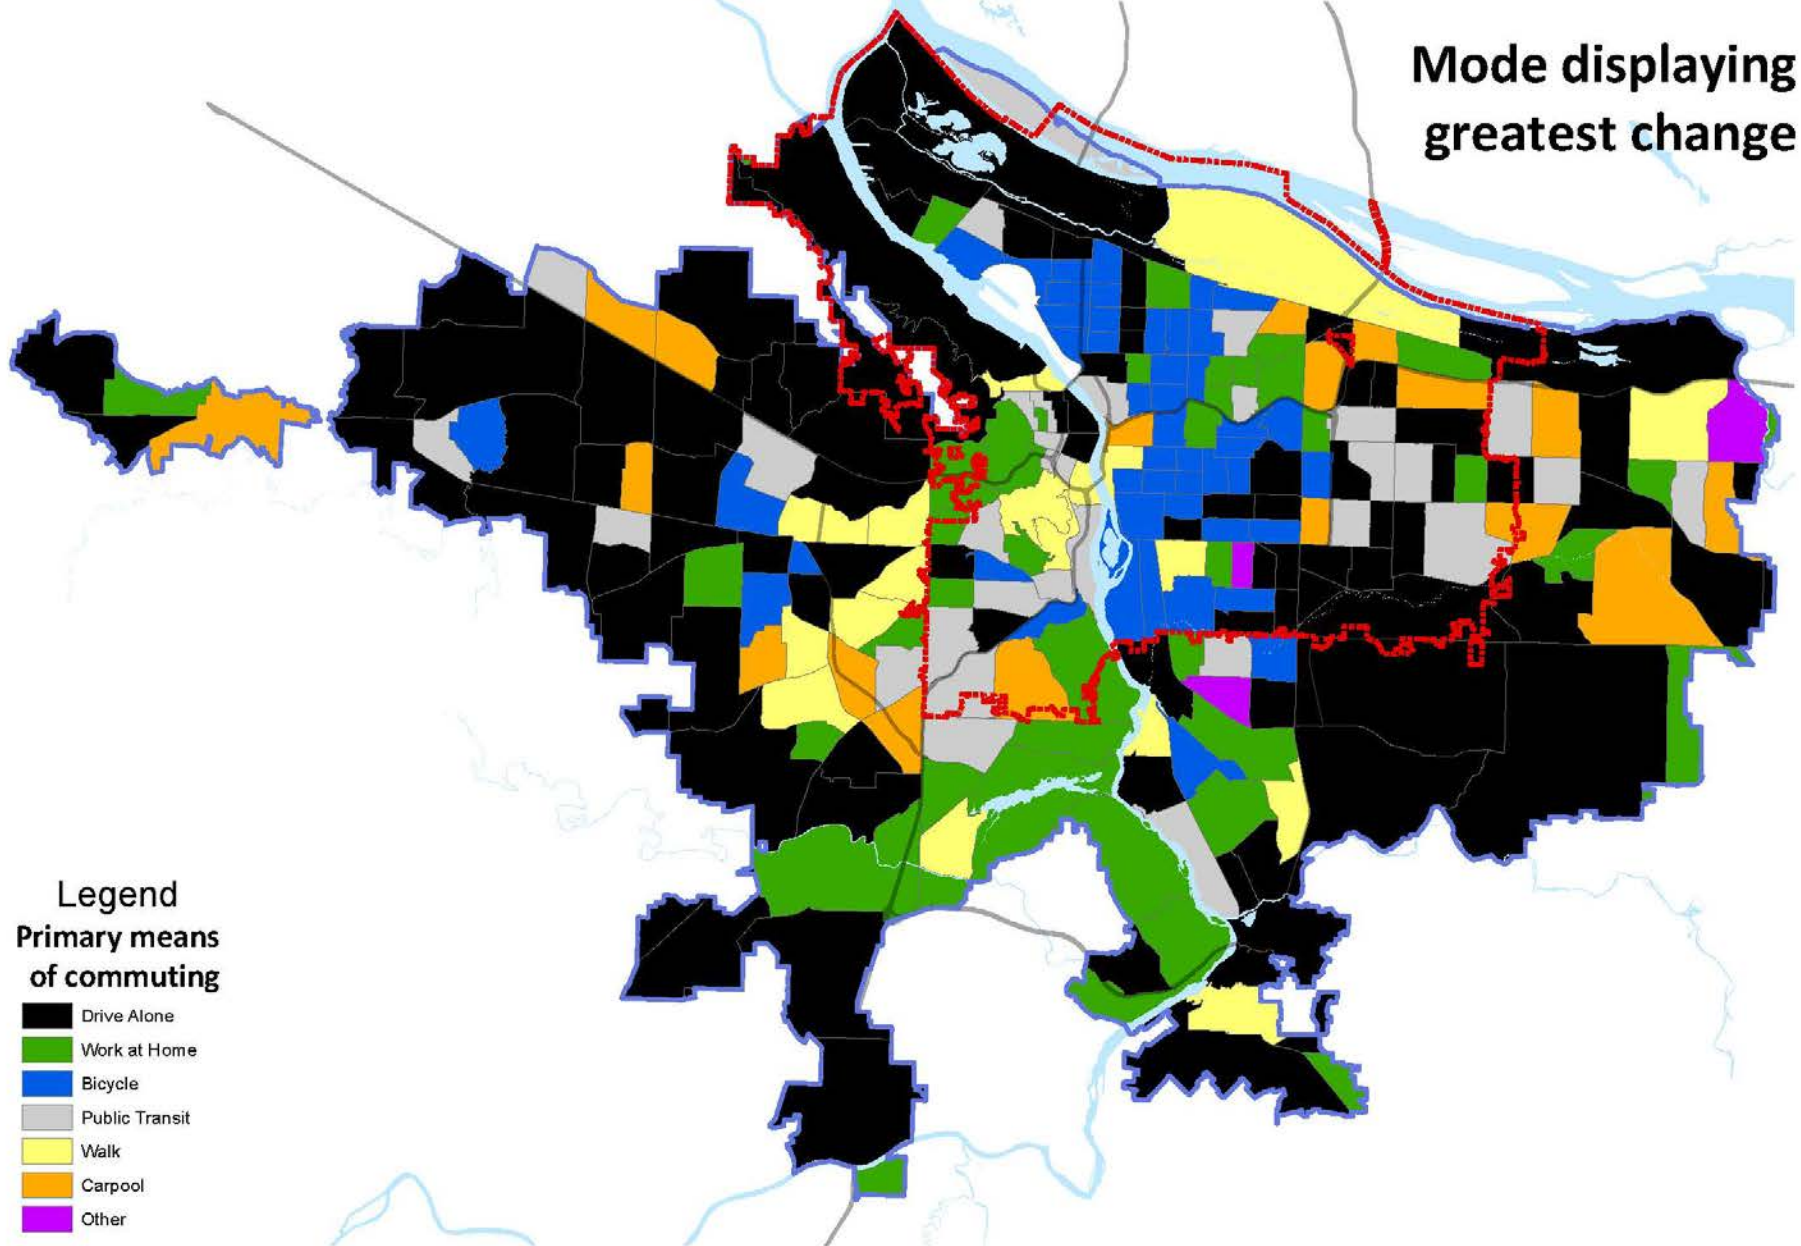 Mode displaying
greatest change
Legend
Primary means
of commuting
Drive Alone
Work at Home
Bicycle
Public Transit
Walk
Carpool
Other